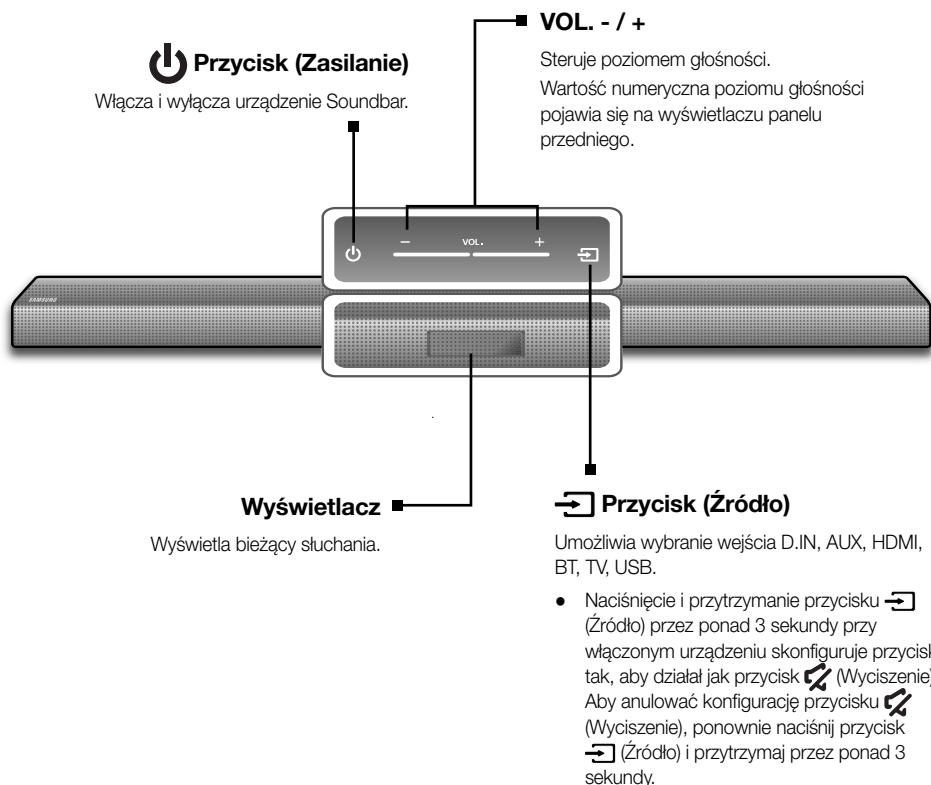 VOL. - / +
Steruje poziomem głośności.
Wartość numeryczna poziomu głośności
pojawia się na wyświetlaczu panelu
przedniego.
Przycisk (Zasilanie)
Włącza i wyłącza urządzenie Soundbar.
− VOL. +
SAMSUNG
Wyświetlacz
Wyświetla bieżący słuchania.
Przycisk (Źródło)
Umożliwia wybranie wejścia D.IN, AUX, HDMI,
BT, TV, USB.
● Naciśnięcie i przytrzymanie przycisku
(Źródło) przez ponad 3 sekundy przy
włączonym urządzeniu skonfiguruje przycisk
tak, aby działał jak przycisk (Wyciszenie)
Aby anulować konfigurację przycisku
(Wyciszenie), ponownie naciśnij przycisk
(Źródło) i przytrzymaj przez ponad 3
sekundy.